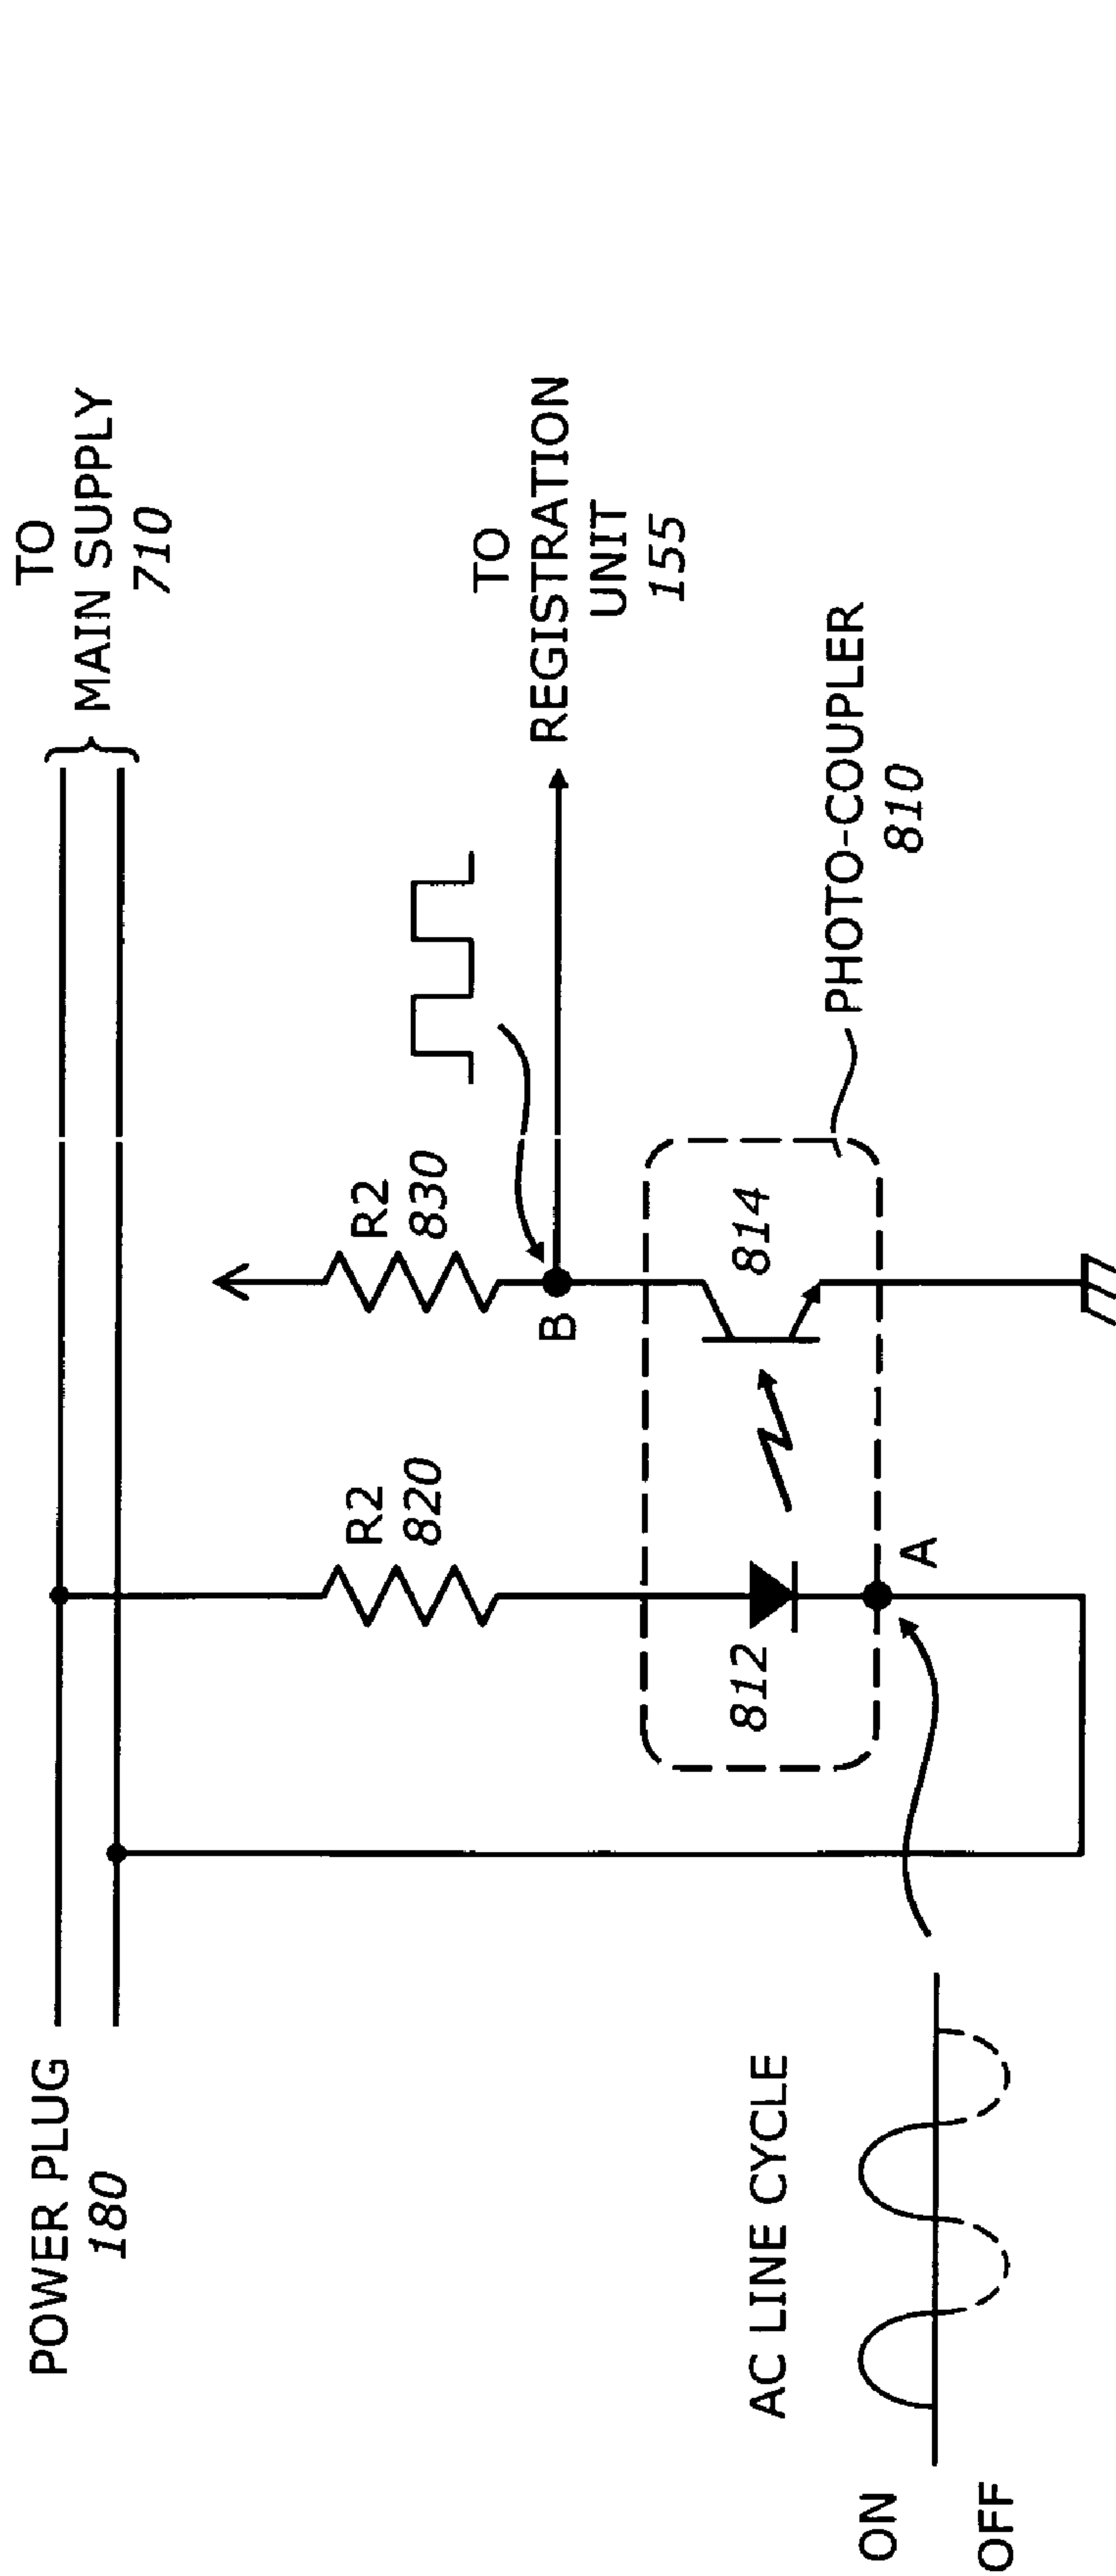 POWER PLUG
180
TO
MAIN SUPPLY
710
R2
820
R2
830
B
TO
REGISTRATION
UNIT
155
812
814
A
PHOTO-COUPLER
810
AC LINE CYCLE
ON
OFF